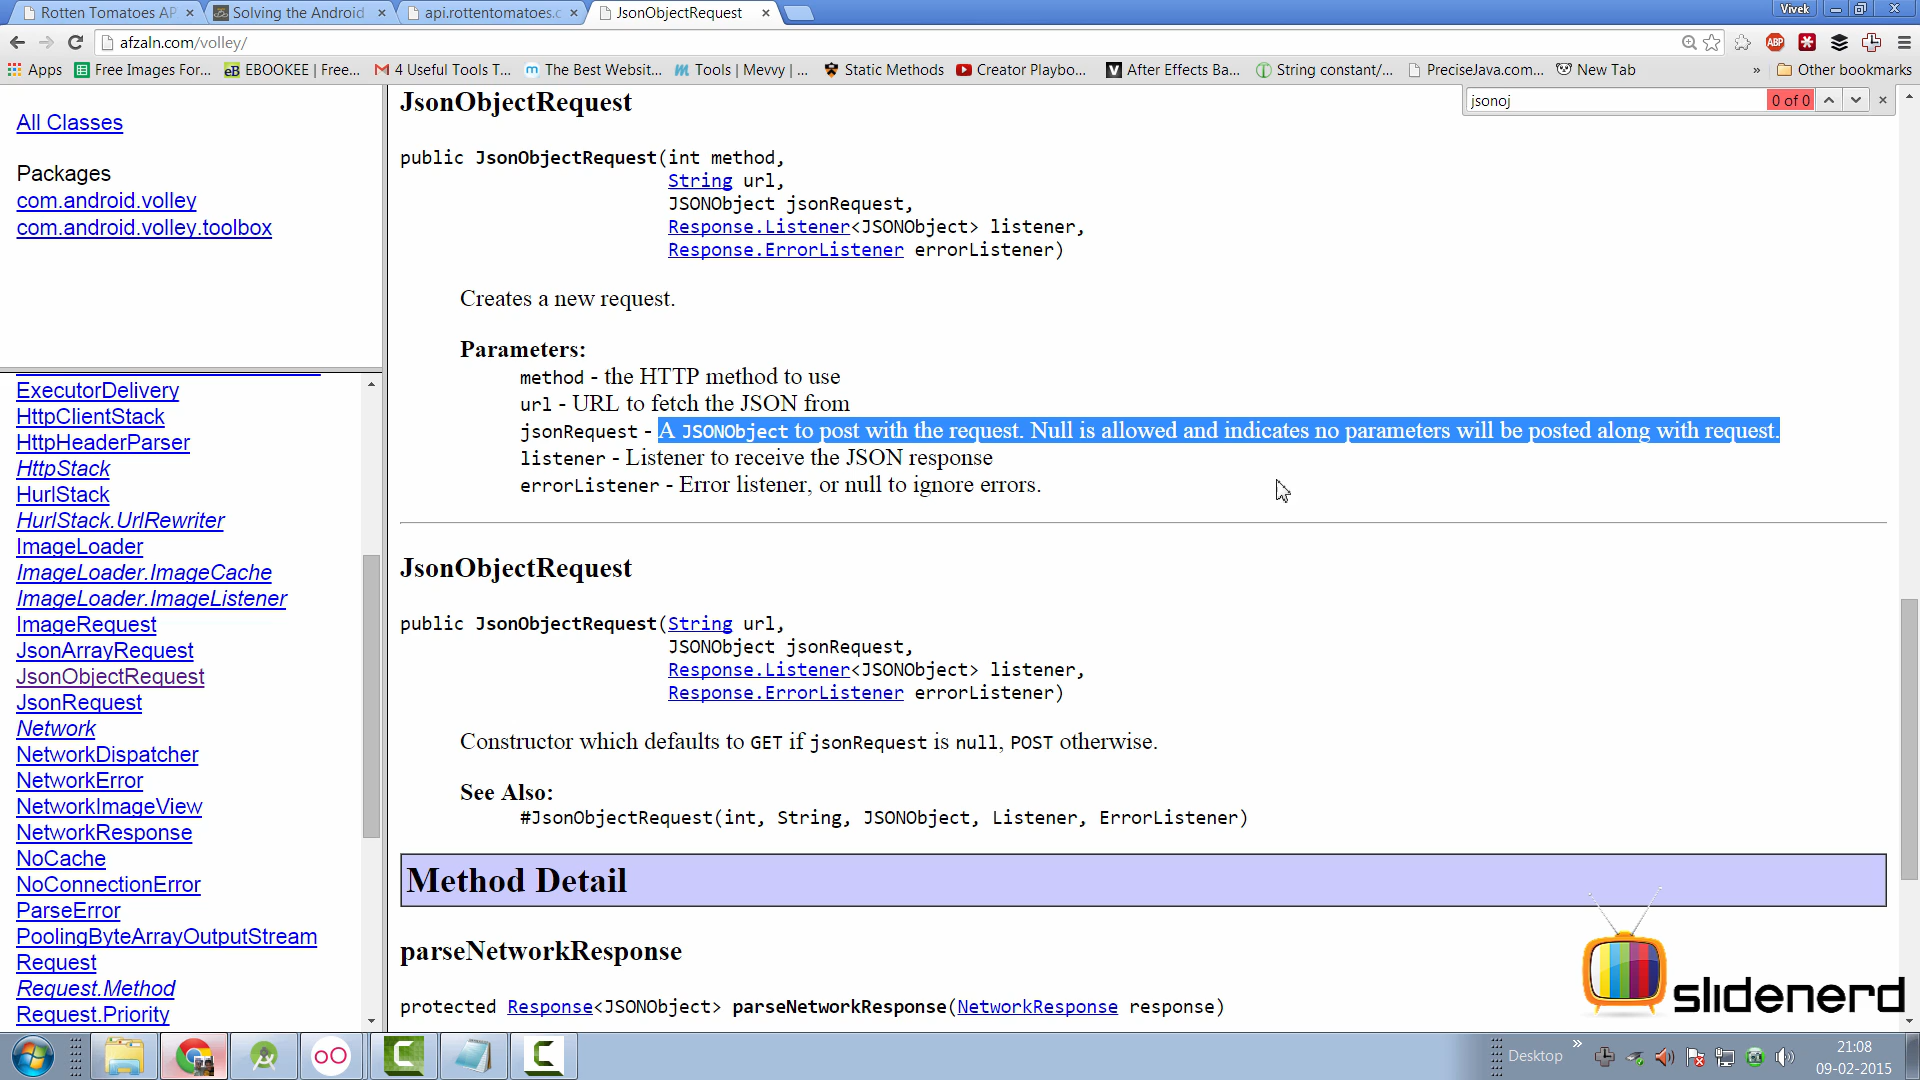 Rotten Tomatoes AP
Solving the Android
api.rottentomatoes.c
JsonObjectRequest
Vivek
afzaln.com/volley/
Apps
Free Images For...
EBOOKEE | Free...
4 Useful Tools T...
The Best Websit...
Tools | Mevvy | ...
Static Methods
Creator Playbo...
After Effects Ba...
String constant/...
PreciseJava.com...
New Tab
»
Other bookmarks
jsonoj
0 of 0
All Classes
Packages
com.android.volley
com.android.volley.toolbox
ExecutorDelivery
HttpClientStack
HttpHeaderParser
HttpStack
HurlStack
HurlStack.UrlRewriter
ImageLoader
ImageLoader.ImageCache
ImageLoader.ImageListener
ImageRequest
JsonArrayRequest
JsonObjectRequest
JsonRequest
Network
NetworkDispatcher
NetworkError
NetworkImageView
NetworkResponse
NoCache
NoConnectionError
ParseError
PoolingByteArrayOutputStream
Request
Request.Method
Request.Priority
JsonObjectRequest
public JsonObjectRequest(int method,
String url,
JSONObject jsonRequest,
Response.Listener<JSONObject> listener,
Response.ErrorListener errorListener)
Creates a new request.
Parameters:
method - the HTTP method to use
url - URL to fetch the JSON from
jsonRequest - A JSONObject to post with the request. Null is allowed and indicates no parameters will be posted along with request.
listener - Listener to receive the JSON response
errorListener - Error listener, or null to ignore errors.
JsonObjectRequest
public JsonObjectRequest(String url,
JSONObject jsonRequest,
Response.Listener<JSONObject> listener,
Response.ErrorListener errorListener)
Constructor which defaults to GET if jsonRequest is null, POST otherwise.
See Also:
#JsonObjectRequest(int, String, JSONObject, Listener, ErrorListener)
Method Detail
parseNetworkResponse
protected Response<JSONObject> parseNetworkResponse(NetworkResponse response)
slidenerd
Desktop
»
21:08
09-02-2015